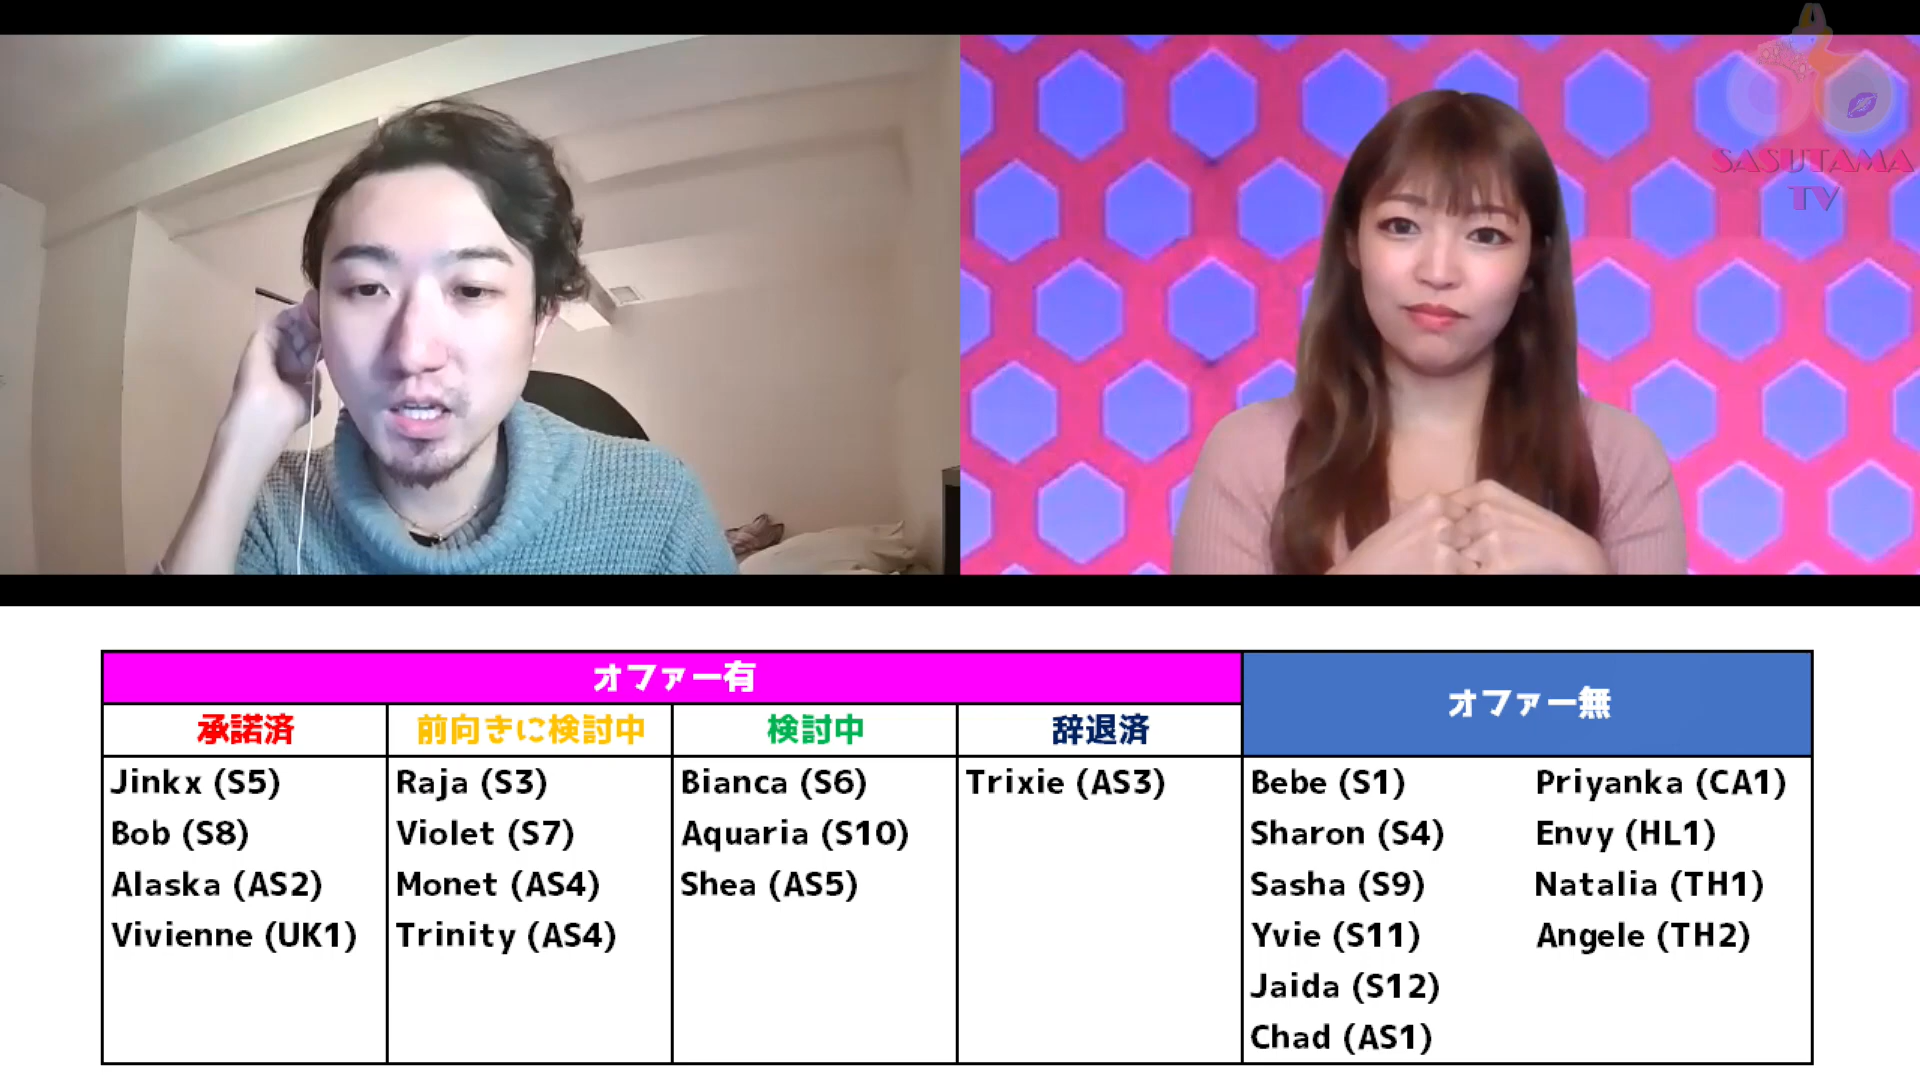 SASUTAMA
TV
オファー有
オファー無
承諾済
前向きに検討中
検討中
辞退済
Jinkx (S5)
Raja (S3)
Bianca (S6)
Trixie (AS3)
Bebe (S1)
Priyanka (CA1)
Bob (S8)
Violet (S7)
Aquaria (S10)
Sharon (S4)
Envy (HL1)
Alaska (AS2)
Monet (AS4)
Shea (AS5)
Sasha (S9)
Natalia (TH1)
Vivienne (UK1)
Trinity (AS4)
Yvie (S11)
Angele (TH2)
Jaida (S12)
Chad (AS1)